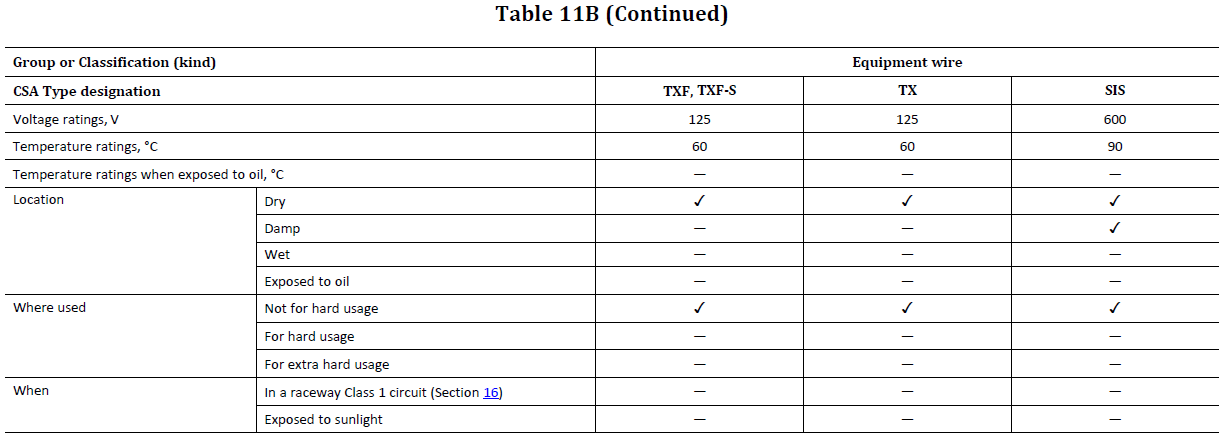 Table 11B (Continued)
Group or Classification (kind) Equipment wire
CSA Type designation TXF, TXF-S TX SIS
Voltage ratings, V 125 125 600
Temperature ratings, °C 60 60 90
Temperature ratings when exposed to oil, °C — — —
Location Dry ✓ ✓ ✓
Damp — — ✓
Wet — — —
Exposed to oil — — —
Where used Not for hard usage ✓ ✓ ✓
For hard usage — — —
For extra hard usage — — —
When In a raceway Class 1 circuit (Section 16) — — —
Exposed to sunlight — — —